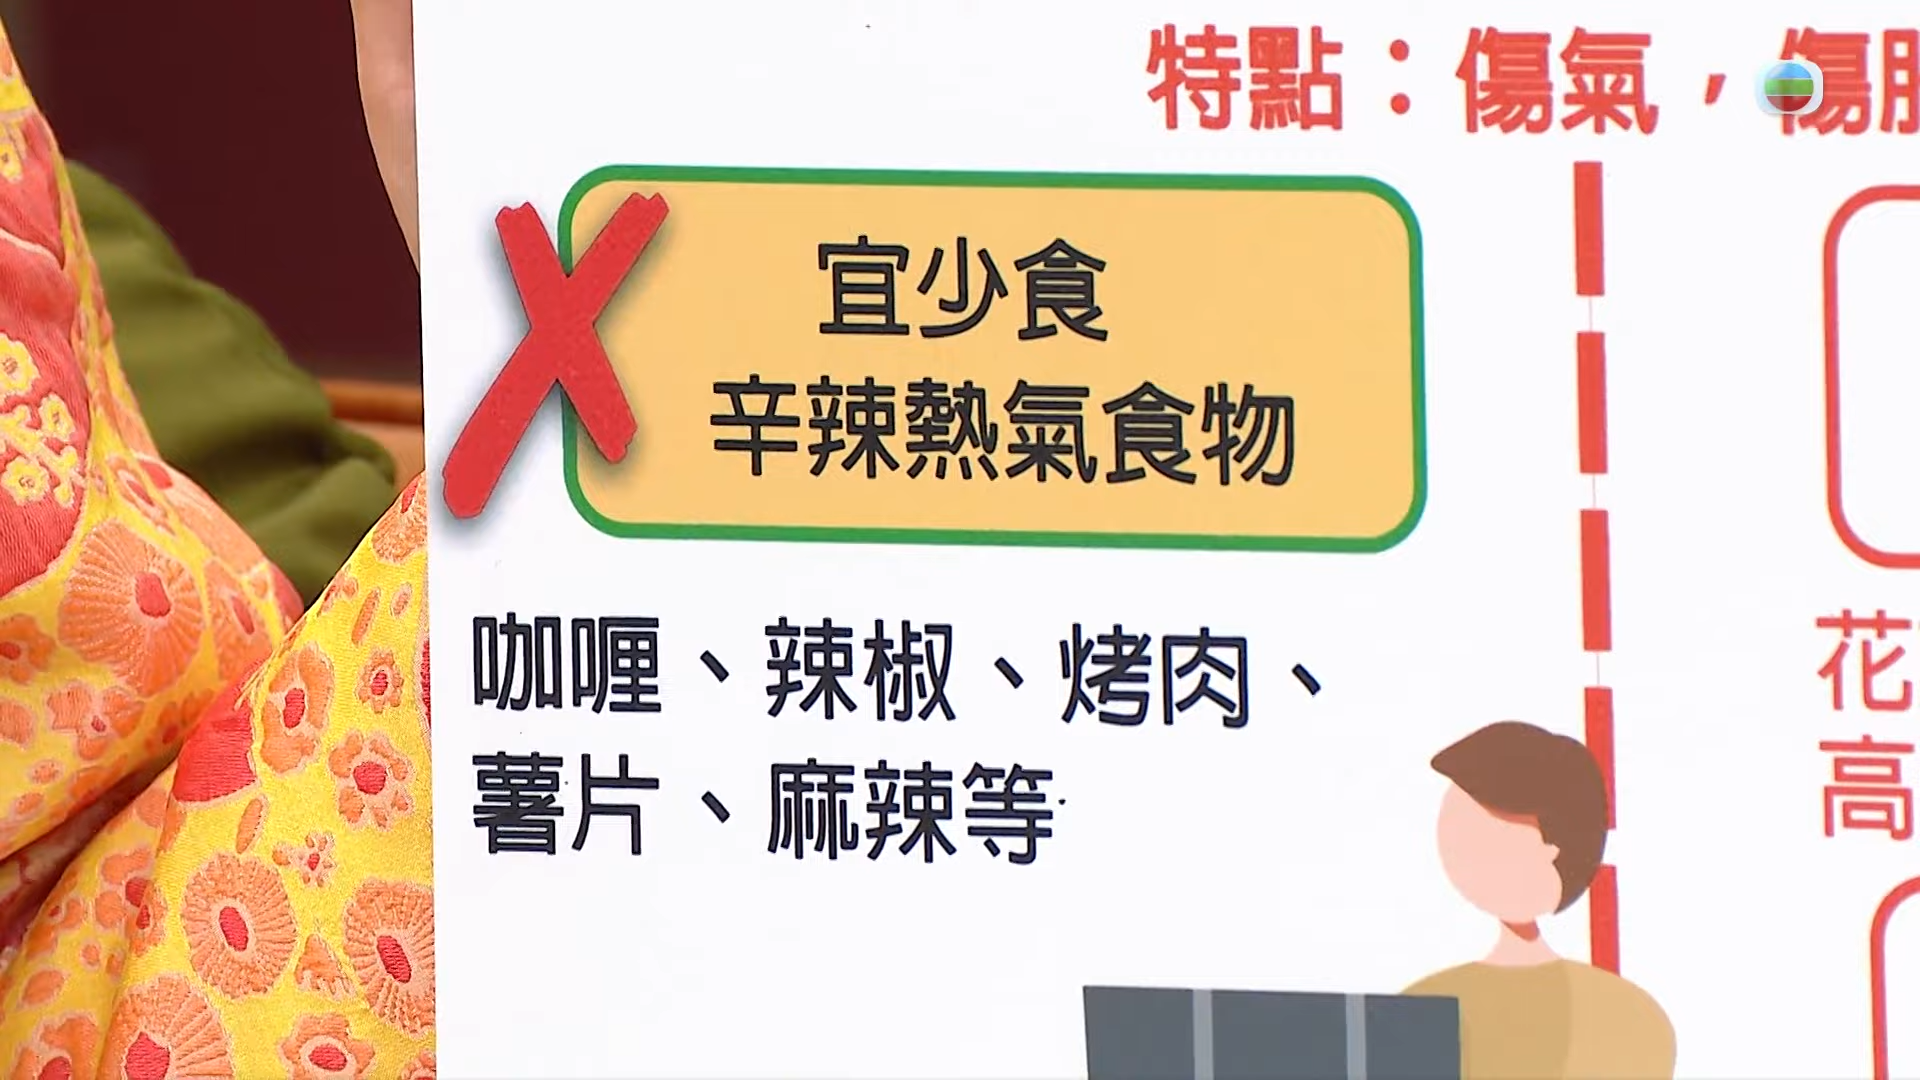 特點：傷氣，傷
宜少食
辛辣熱氣食物
咖喱、辣椒、烤肉、
薯片、麻辣等
花
高